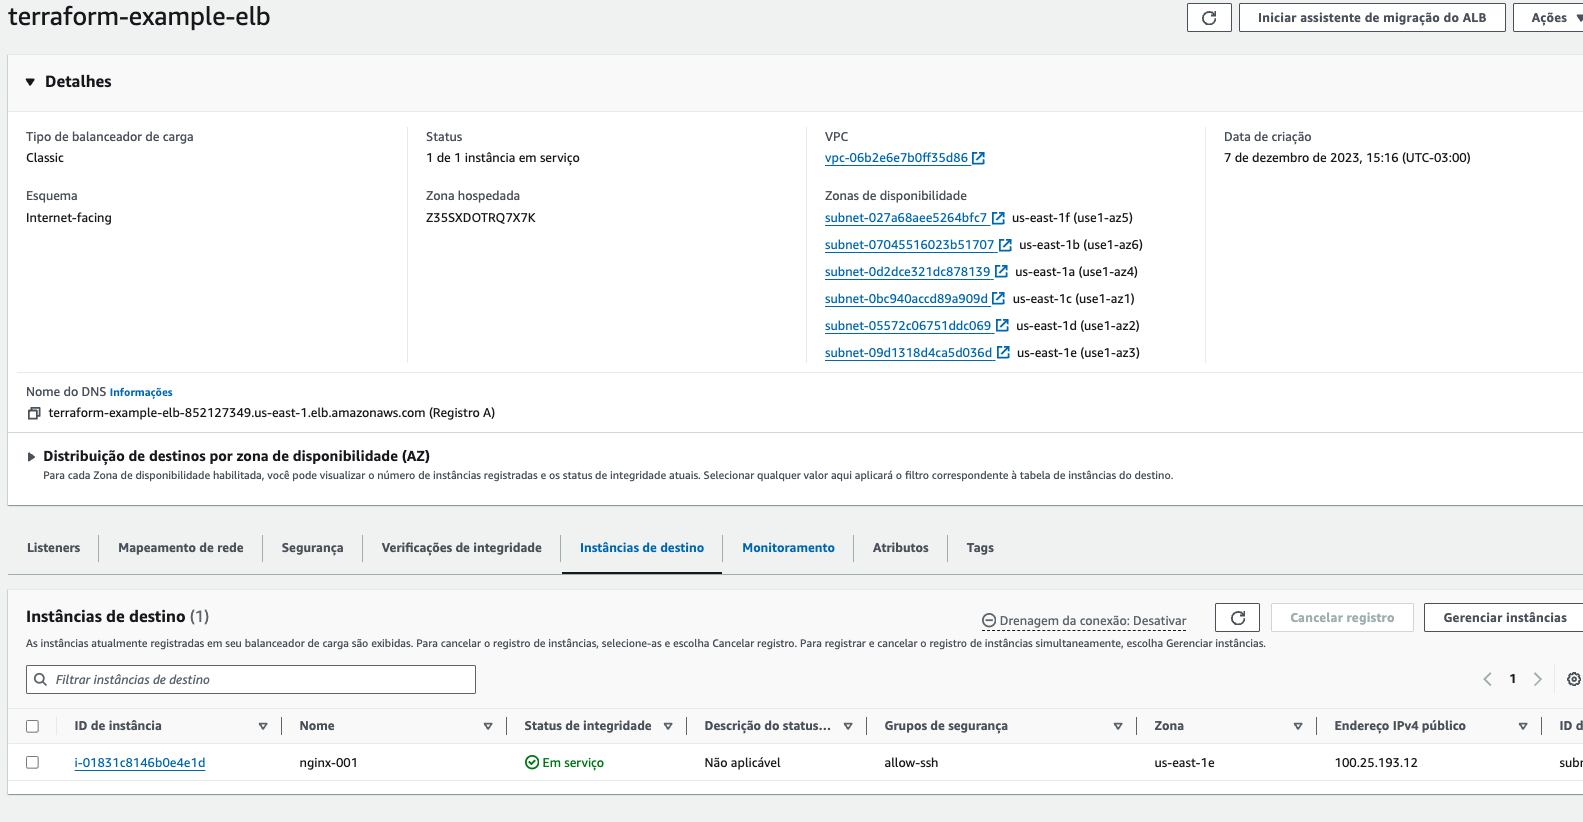 terraform-example-elb
Iniciar assistente de migração do ALB
Ações
Detalhes
Tipo de balanceador de carga
Classic
Esquema
Internet-facing
Status
1 de 1 instância em serviço
Zona hospedada
Z35SXDOTRQ7X7K
VPC
vpc-06b2e6e7b0ff35d86
Zonas de disponibilidade
subnet-027a68aee5264bfc7 us-east-1f (use1-az5)
subnet-07045516023b51707 us-east-1b (use1-az6)
subnet-0d2dce321dc878139 us-east-1a (use1-az4)
subnet-0bc940accd89a909d us-east-1c (use1-az1)
subnet-05572c06751ddc069 us-east-1d (use1-az2)
subnet-09d1318d4ca5d036d us-east-1e (use1-az3)
Data de criação
7 de dezembro de 2023, 15:16 (UTC-03:00)
Nome do DNS Informações
terraform-example-elb-852127349.us-east-1.elb.amazonaws.com (Registro A)
Distribuição de destinos por zona de disponibilidade (AZ)
Para cada Zona de disponibilidade habilitada, você pode visualizar o número de instâncias registradas e os status de integridade atuais. Selecionar qualquer valor aqui aplicará o filtro correspondente à tabela de instâncias do destino.
Listeners Mapeamento de rede Segurança Verificações de integridade Instâncias de destino Monitoramento Atributos Tags
Instâncias de destino (1)
Drenagem da conexão: Desativar
Cancelar registro
Gerenciar instâncias
As instâncias atualmente registradas em seu balanceador de carga são exibidas. Para cancelar o registro de instâncias, selecione-as e escolha Cancelar registro. Para registrar e cancelar o registro de instâncias simultaneamente, escolha Gerenciar instâncias.
Filtrar instâncias de destino
1
ID de instância Nome Status de integridade Descrição do status... Grupos de segurança Zona Endereço IPv4 público ID d
i-01831c8146b0e4e1d nginx-001 Em serviço Não aplicável allow-ssh us-east-1e 100.25.193.12 subr